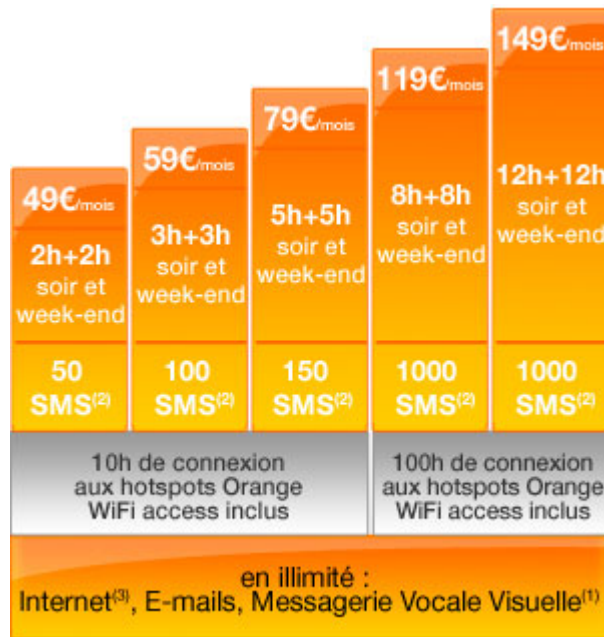 49€/mois
2h+2h
soir et
week-end
50
SMS(2)
59€/mois
3h+3h
soir et
week-end
100
SMS(2)
79€/mois
5h+5h
soir et
week-end
150
SMS(2)
119€/mois
8h+8h
soir et
week-end
1000
SMS(2)
149€/mois
12h+12h
soir et
week-end
1000
SMS(2)
10h de connexion
aux hotspots Orange
WiFi access inclus
100h de connexion
aux hotspots Orange
WiFi access inclus
en illimité :
Internet(3), E-mails, Messagerie Vocale Visuelle(1)